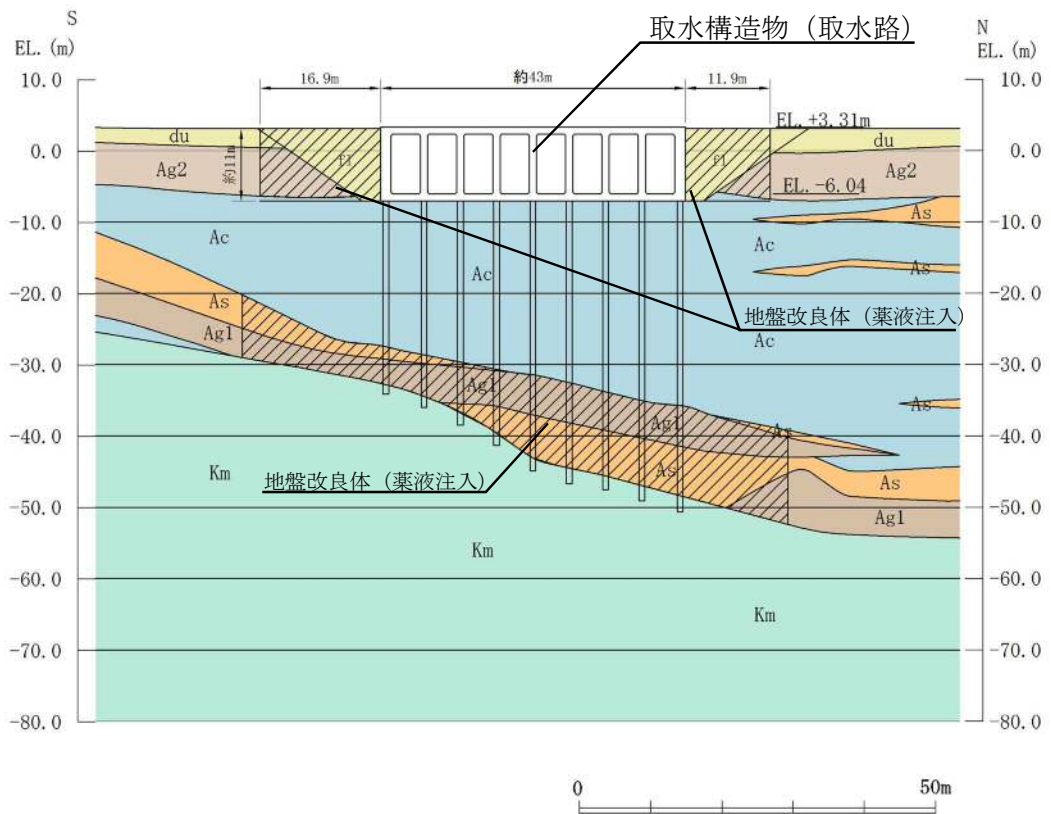 S
N
取水構造物（取水路）
EL. (m)
EL. (m)
16.9m
約43m
11.9m
10.0
10.0
EL. +3.31m
du
du
0.0
0.0
約11m
f1
f1
Ag2
Ag2
EL. -6.04
-10.0
-10.0
As
Ac
Ac
Ac
As
-20.0
-20.0
As
地盤改良体（薬液注入）
Ag1
Ac
-30.0
-30.0
Ag1
As
Ag1
As
-40.0
-40.0
Km
地盤改良体（薬液注入）
As
As
-50.0
-50.0
Ag1
Km
-60.0
-60.0
Km
-70.0
-70.0
-80.0
-80.0
0
50m